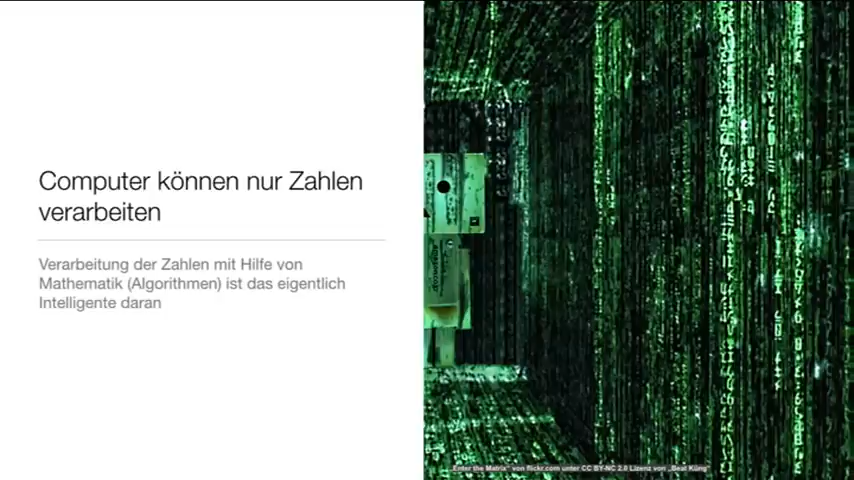 Computer können nur Zahlen
verarbeiten
Verarbeitung der Zahlen mit Hilfe von
Mathematik (Algorithmen) ist das eigentlich
Intelligente daran
„Enter the Matrix“ von flickr.com unter CC BY-NC 2.0 Lizenz von „Beat Küng“